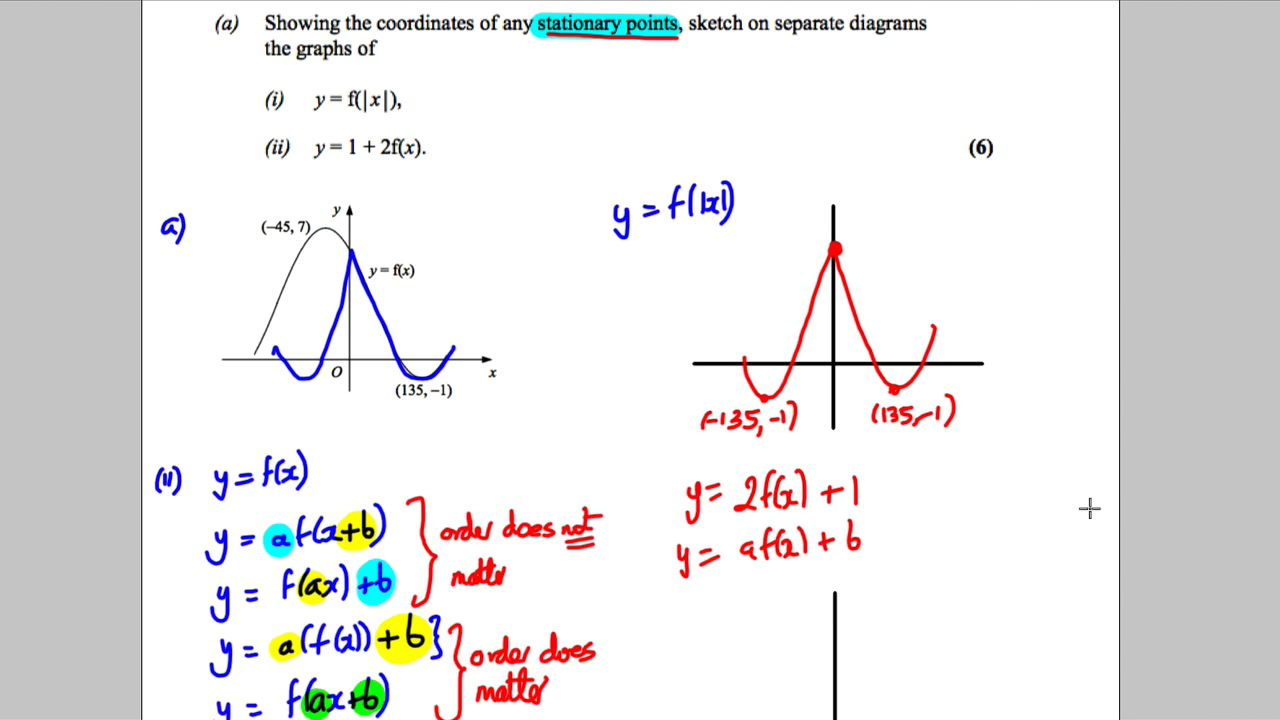 (a) Showing the coordinates of any stationary points, sketch on separate diagrams
the graphs of
(i) y = f(|x|),
(ii) y = 1 + 2f(x).
(6)
a)
y
(–45, 7)
y = f(x)
O
x
(135, –1)
y = f(|x|)
(-135, -1)
(135, -1)
(ii) y = f(x)
y = af(x+b)
y = f(ax) +b
} order does not
matter
y = a(f(x)) +b}
y = f(ax+b)
} order does
matter
y = 2f(x) + 1
y = af(x) + b